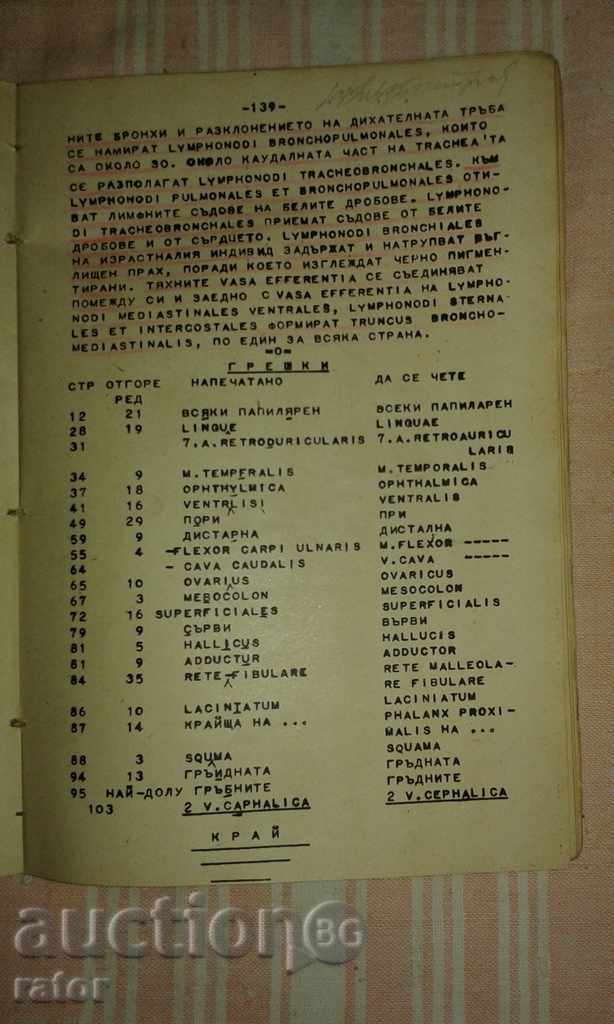 -139-
НИТЕ БРОНХИ И РАЗКЛОНЕНИЕТО НА ДИХАТЕЛНАТА ТРЪБА
СЕ НАМИРАТ LYMPHONODI BRONCHOPULMONALES, КОИТО
СА ОКОЛО 30. ОКОЛО КАУДАЛНАТА ЧАСТ НА TRACHEA'ТА
СЕ РАЗПОЛАГАТ LYMPHONODI TRACHEOBRONCHALES. КЪМ
LYMPHONODI PULMONALES ET BRONCHOPULMONALES ОТИ-
ВАТ ЛИМФНИТЕ СЪДОВЕ НА БЕЛИТЕ ДРОБОВЕ. LYMPHONO-
DI TRACHEOBRONCHALES ПРИЕМАТ СЪДОВЕ ОТ БЕЛИТЕ
ДРОБОВЕ И ОТ СЪРЦЕТО. LYMPHONODI BRONCHIALES
НА ИЗРАСТНАЛИЯ ИНДИВИД ЗАДЪРЖАТ И НАТРУПВАТ ВЪГ-
ЛИЩЕН ПРАХ, ПОРАДИ КОЕТО ИЗГЛЕЖДАТ ЧЕРНО ПИГМЕН-
ТИРАНИ. ТЯХНИТЕ VASA EFFERENTIA СЕ СЪЕДИНЯВАТ
ПОМЕЖДУ СИ И ЗАЕДНО С VASA EFFERENTIA НА LYMPHO-
NODI MEDIASTINALES VENTRALES, LYMPHONODI STERNA-
LES ET INTERCOSTALES ФОРМИРАТ TRUNCUS BRONCHO-
MEDIASTINALIS, ПО ЕДИН ЗА ВСЯКА СТРАНА.
-о-
ГРЕШКИ
СТР ОТГОРЕ НАПЕЧАТАНО ДА СЕ ЧЕТЕ
РЕД
12 21 ВСЯКИ ПАПИЛЯРЕН ВСЕКИ ПАПИЛАРЕН
28 19 LINQUE LINQUAE
31 7.A.RETRODURICULARIS 7.A.RETROAURICU
LARIS
34 9 M.TEMPERALIS M.TEMPORALIS
37 18 OPHTHYLMICA OPHTHALMICA
41 16 VENTRLISI VENTRALIS
49 29 ПОРИ ПРИ
59 9 ДИСТАРНА ДИСТАЛНА
55 4 -FLEXOR CARPI ULNARIS M.FLEXOR -----
64 - CAVA CAUDALIS V.CAVA -----
65 10 OVARIUS OVARICUS
67 3 MEBOCOLON MESOCOLON
72 16 SUPERFICIALES SUPERFICIALIS
79 9 СЪРВИ ВЪРВИ
81 5 HALLICUS HALLUCIS
81 9 ADDUCTUR ADDUCTOR
84 35 RETE-FIBULARE RETE MALLEOLA-
RE FIBULARE
86 10 LACINIATUM LACINIATUM
87 14 КРАЙЩА НА ... PHALANX PROXI-
MALIS НА ...
88 3 SQUMA SQUAMA
94 13 ГРЪИДНАТА ГРЪДНАТА
95 НАЙ-ДОЛУ ГРЪБНИТЕ ГРЪДНИТЕ
103 2 V.CAPHALICA 2 V.CEPHALICA
КРАЙ
auction BG
rator